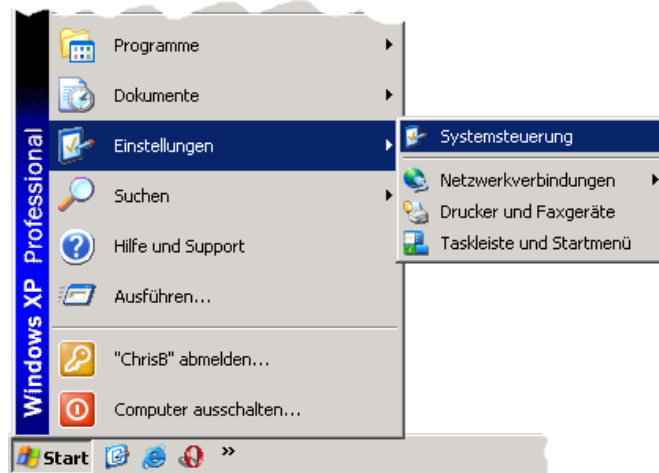 Programme
Dokumente
Einstellungen
Suchen
Hilfe und Support
Ausführen...
"ChrisB" abmelden...
Computer ausschalten...
Systemsteuerung
Netzwerkverbindungen
Drucker und Faxgeräte
Taskleiste und Startmenü
Windows XP Professional
Start
»